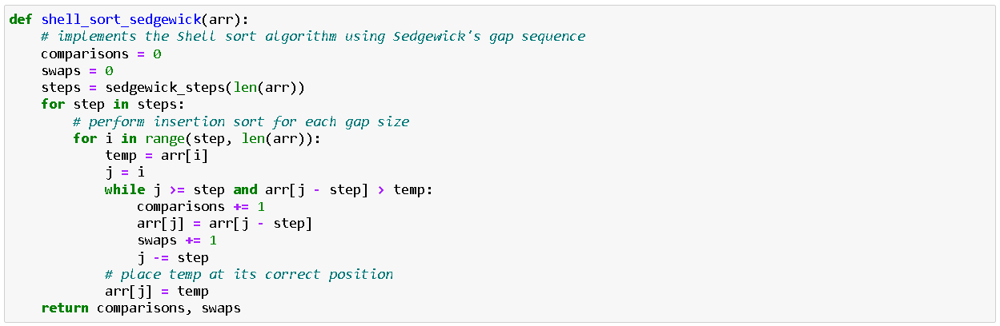 def shell_sort_sedgewick(arr):
    # implements the Shell sort algorithm using Sedgewick's gap sequence
    comparisons = 0
    swaps = 0
    steps = sedgewick_steps(len(arr))
    for step in steps:
        # perform insertion sort for each gap size
        for i in range(step, len(arr)):
            temp = arr[i]
            j = i
            while j >= step and arr[j - step] > temp:
                comparisons += 1
                arr[j] = arr[j - step]
                swaps += 1
                j -= step
            # place temp at its correct position
            arr[j] = temp
    return comparisons, swaps